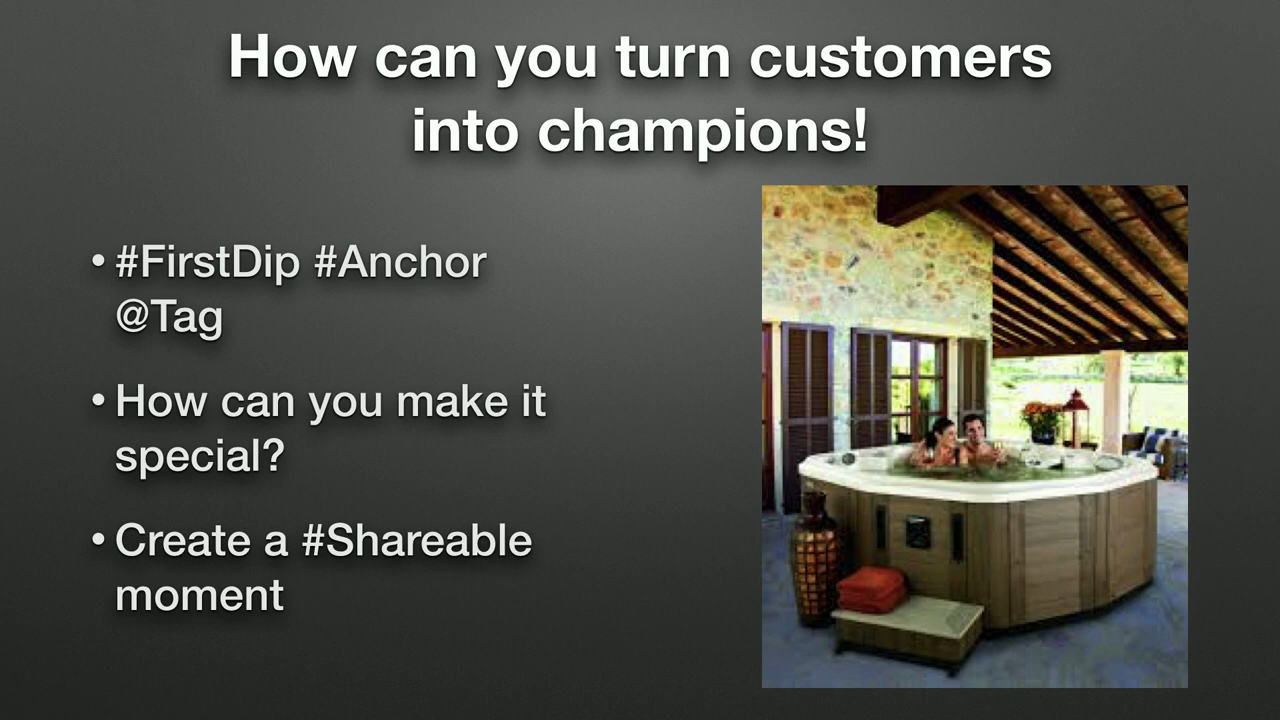 How can you turn customers
into champions!
• #FirstDip #Anchor
@Tag
• How can you make it
special?
• Create a #Shareable
moment